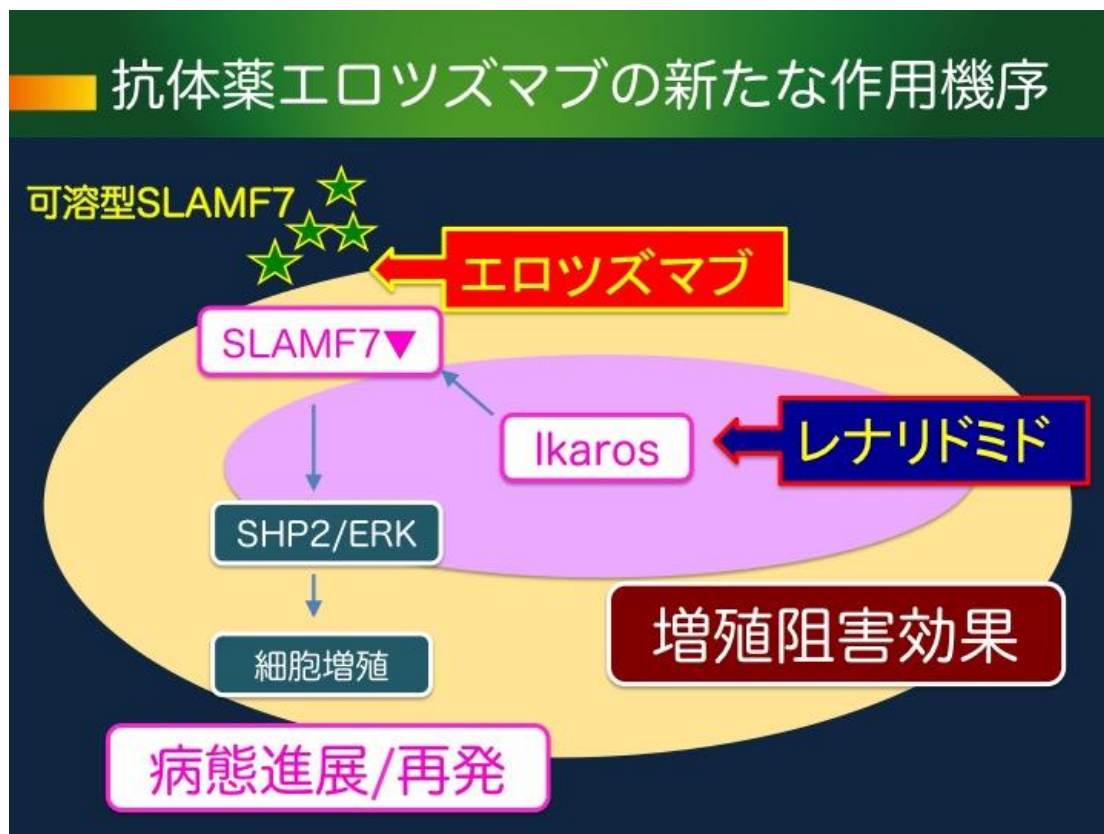 抗体薬エロツズマブの新たな作用機序
可溶型SLAMF7
エロツズマブ
SLAMF7▼
Ikaros
レナリドミド
SHP2/ERK
増殖阻害効果
細胞増殖
病態進展/再発